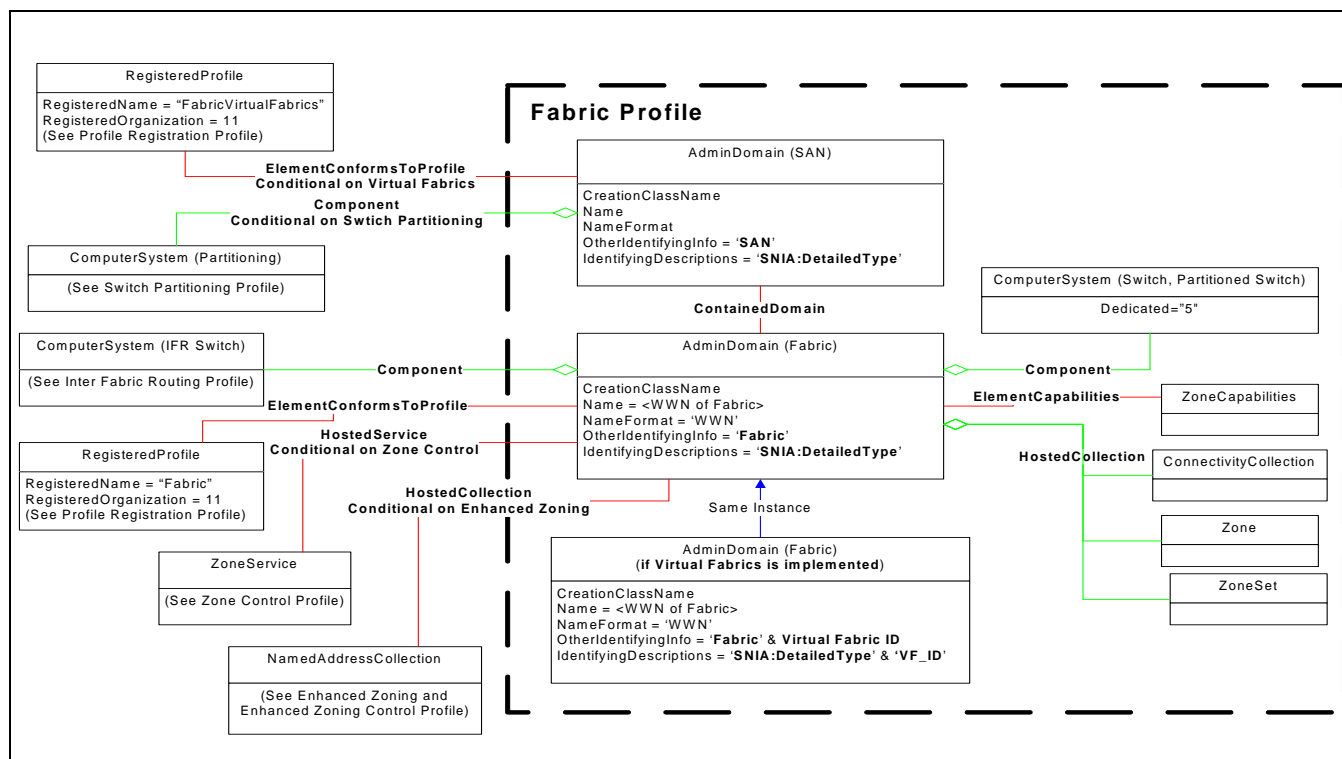 RegisteredProfile
RegisteredName = “FabricVirtualFabrics”
RegisteredOrganization = 11
(See Profile Registration Profile)
Fabric Profile
ElementConformsToProfile
Conditional on Virtual Fabrics
AdminDomain (SAN)
CreationClassName
Name
NameFormat
OtherIdentifyingInfo = ‘SAN’
IdentifyingDescriptions = ‘SNIA:DetailedType’
Component
Conditional on Swtich Partitioning
ComputerSystem (Partitioning)
(See Switch Partitioning Profile)
ContainedDomain
ComputerSystem (Switch, Partitioned Switch)
Dedicated=”5"
ComputerSystem (IFR Switch)
(See Inter Fabric Routing Profile)
Component
AdminDomain (Fabric)
CreationClassName
Name = <WWN of Fabric>
NameFormat = ‘WWN’
OtherIdentifyingInfo = ‘Fabric’
IdentifyingDescriptions = ‘SNIA:DetailedType’
Component
ElementCapabilities
ZoneCapabilities
ElementConformsToProfile
HostedService
Conditional on Zone Control
RegisteredProfile
RegisteredName = “Fabric”
RegisteredOrganization = 11
(See Profile Registration Profile)
HostedCollection
ConnectivityCollection
Zone
ZoneSet
HostedCollection
Conditional on Enhanced Zoning
Same Instance
ZoneService
(See Zone Control Profile)
AdminDomain (Fabric)
(if Virtual Fabrics is implemented)
CreationClassName
Name = <WWN of Fabric>
NameFormat = ‘WWN’
OtherIdentifyingInfo = ‘Fabric’ & Virtual Fabric ID
IdentifyingDescriptions = ‘SNIA:DetailedType’ & ‘VF_ID’
NamedAddressCollection
(See Enhanced Zoning and
Enhanced Zoning Control Profile)